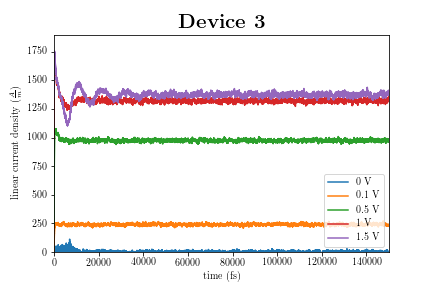 Device 3
linear current density (A/m)
1750
1500
1250
1000
750
500
250
0
0 20000 40000 60000 80000 100000 120000 140000
time (fs)
0 V
0.1 V
0.5 V
1 V
1.5 V